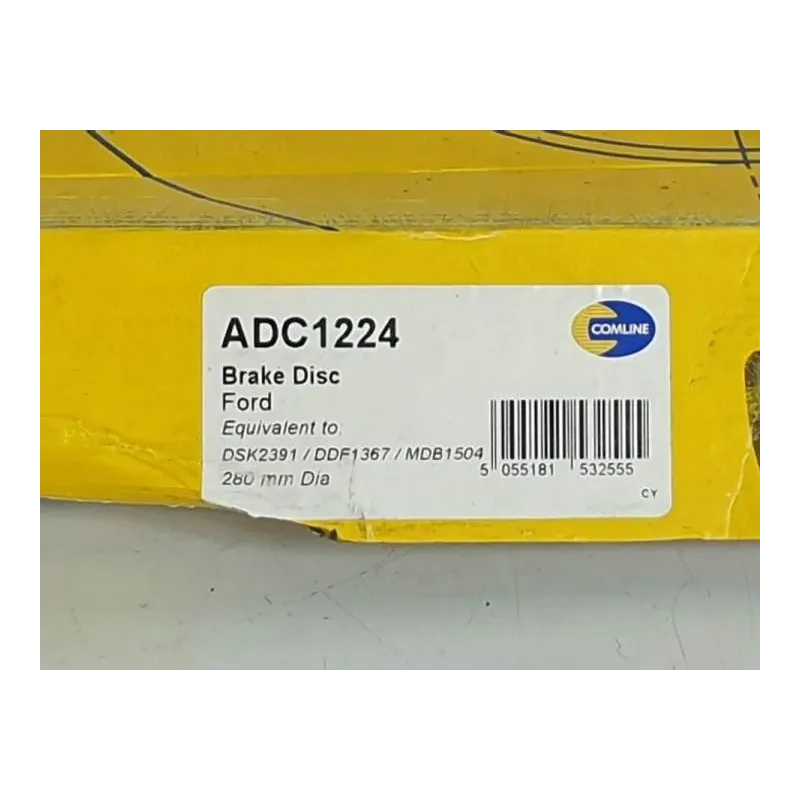 ADC1224
COMLINE
Brake Disc
Ford
Equivalent to:
DSK2391 / DDF1367 / MDB1504
280 mm Dia
5 055181 532555
CY